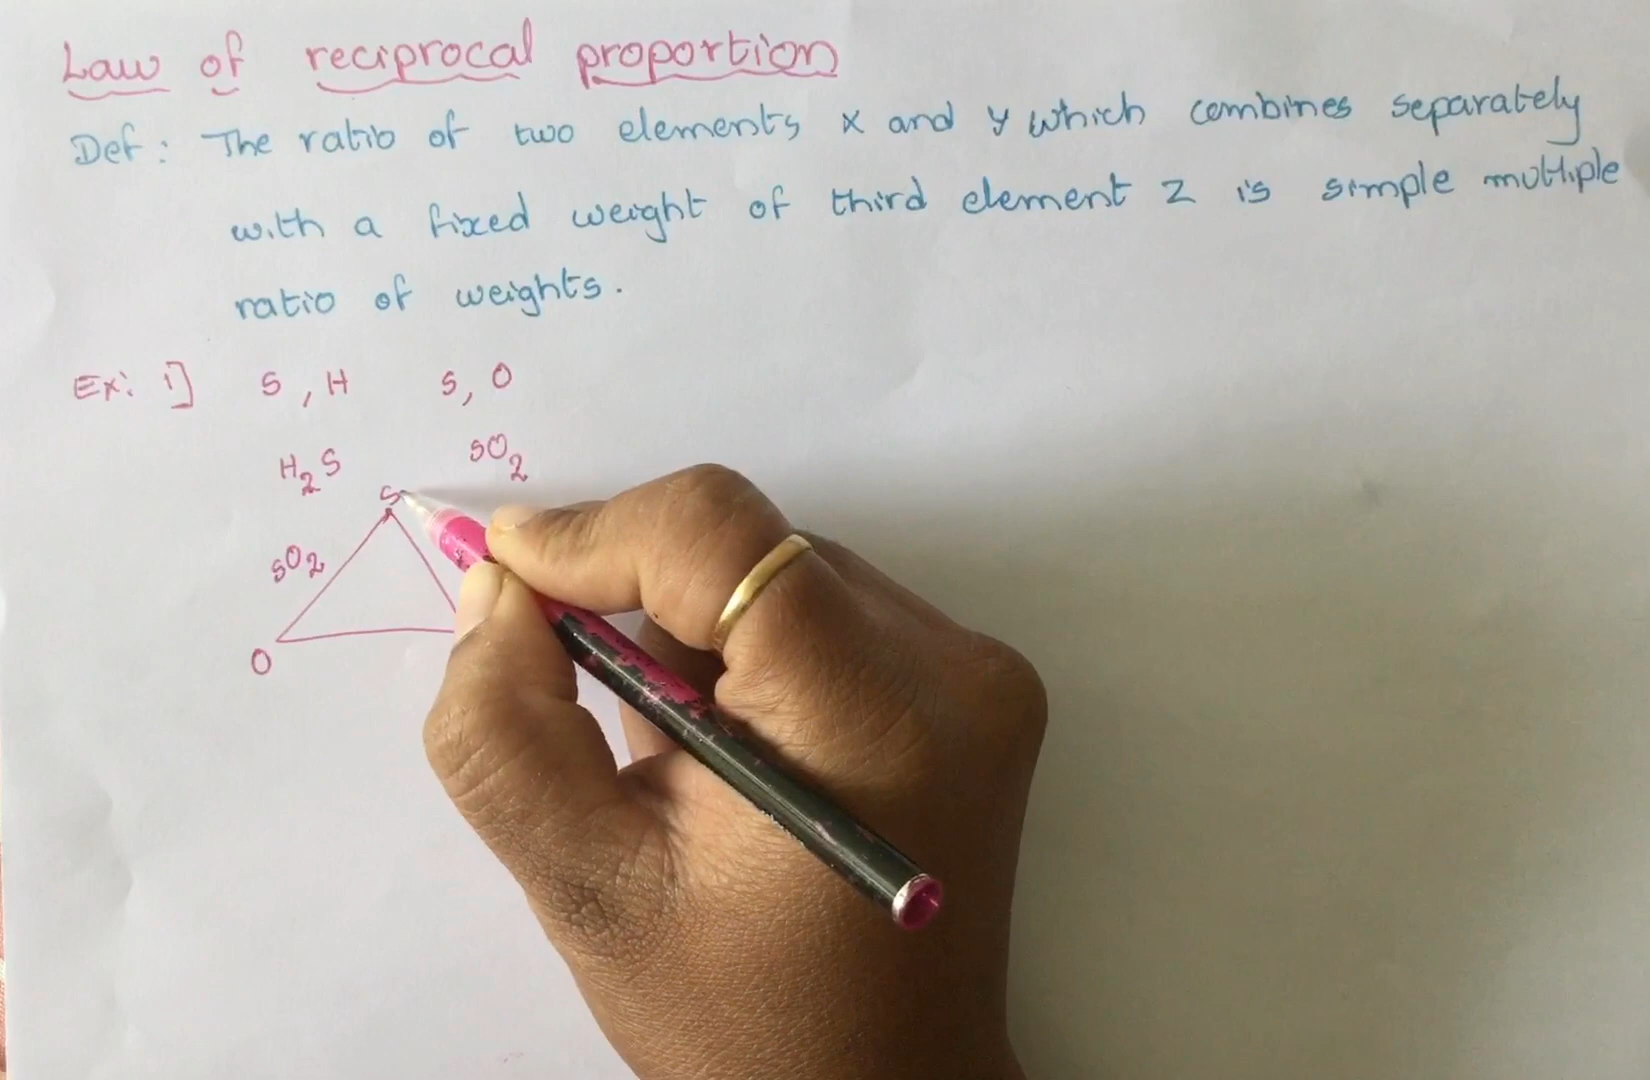 Law of reciprocal proportion
Def: The ratio of two elements x and y which combines separately
with a fixed weight of third element z is simple multiple
ratio of weights.
Ex: i] S, H S, O
H2S SO2
S
SO2
O